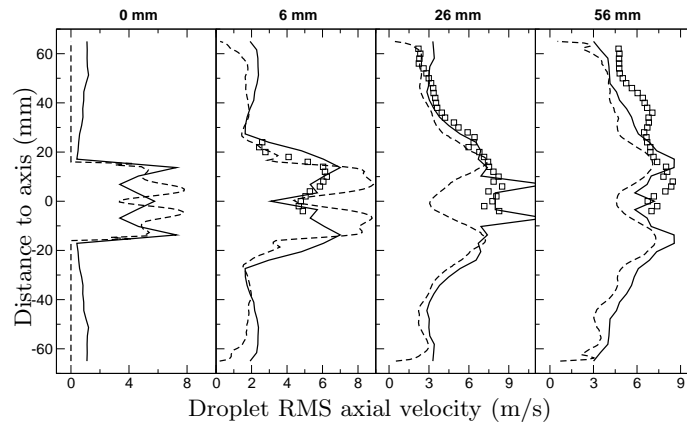 0 mm 6 mm 26 mm 56 mm
60
40
20
0
-20
-40
-60
Distance to axis (mm)
0 4 8 0 2 4 6 8 0 3 6 9 0 3 6 9
Droplet RMS axial velocity (m/s)